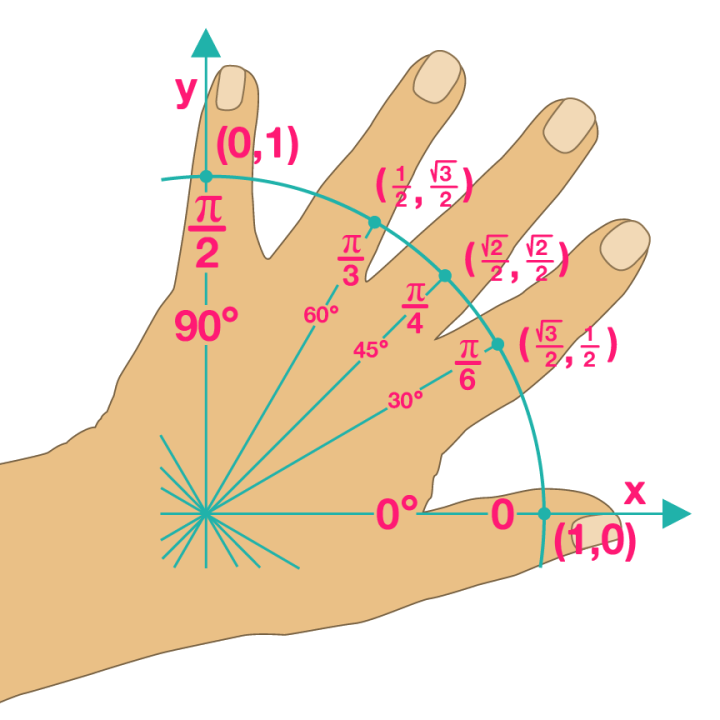 y
(0,1)
π/2
90°
(1/2, √3/2)
π/3
60°
(√2/2, √2/2)
π/4
45°
(√3/2, 1/2)
π/6
30°
x
0°
0
(1,0)